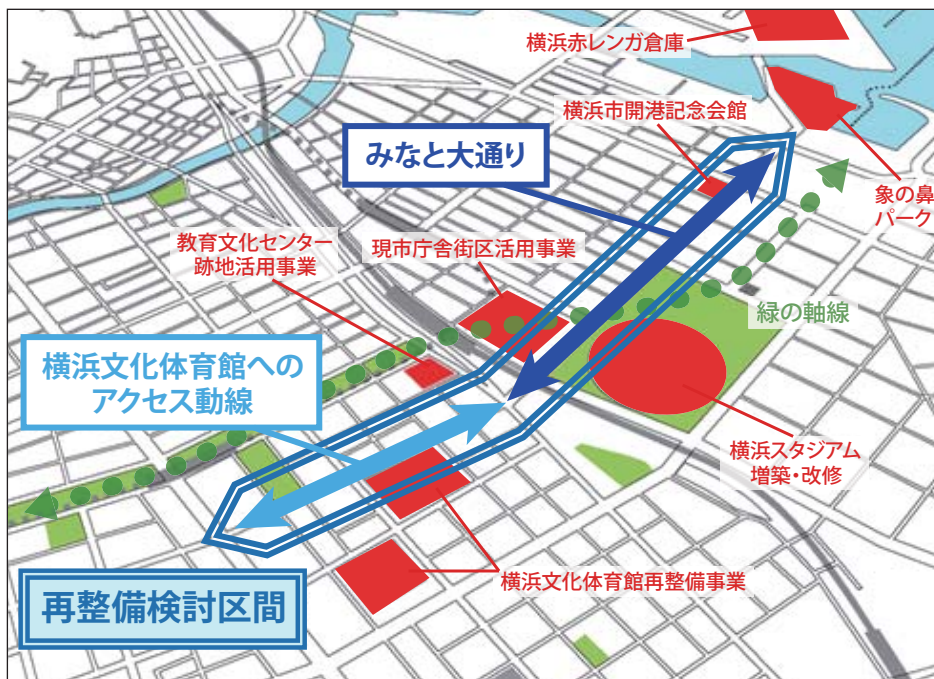 横浜赤レンガ倉庫
横浜市開港記念会館
みなと大通り
象の鼻
パーク
教育文化センター
跡地活用事業
現市庁舎街区活用事業
緑の軸線
横浜文化体育館への
アクセス動線
横浜スタジアム
増築・改修
横浜文化体育館再整備事業
再整備検討区間